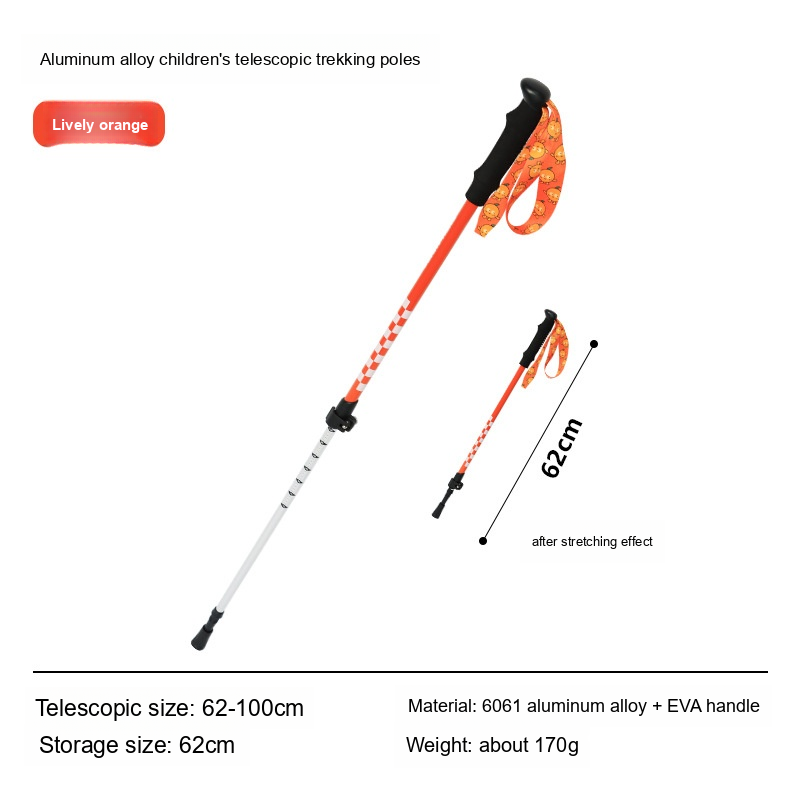 Aluminum alloy children's telescopic trekking poles
Lively orange
62cm
after stretching effect
Telescopic size: 62-100cm
Material: 6061 aluminum alloy + EVA handle
Storage size: 62cm
Weight: about 170g